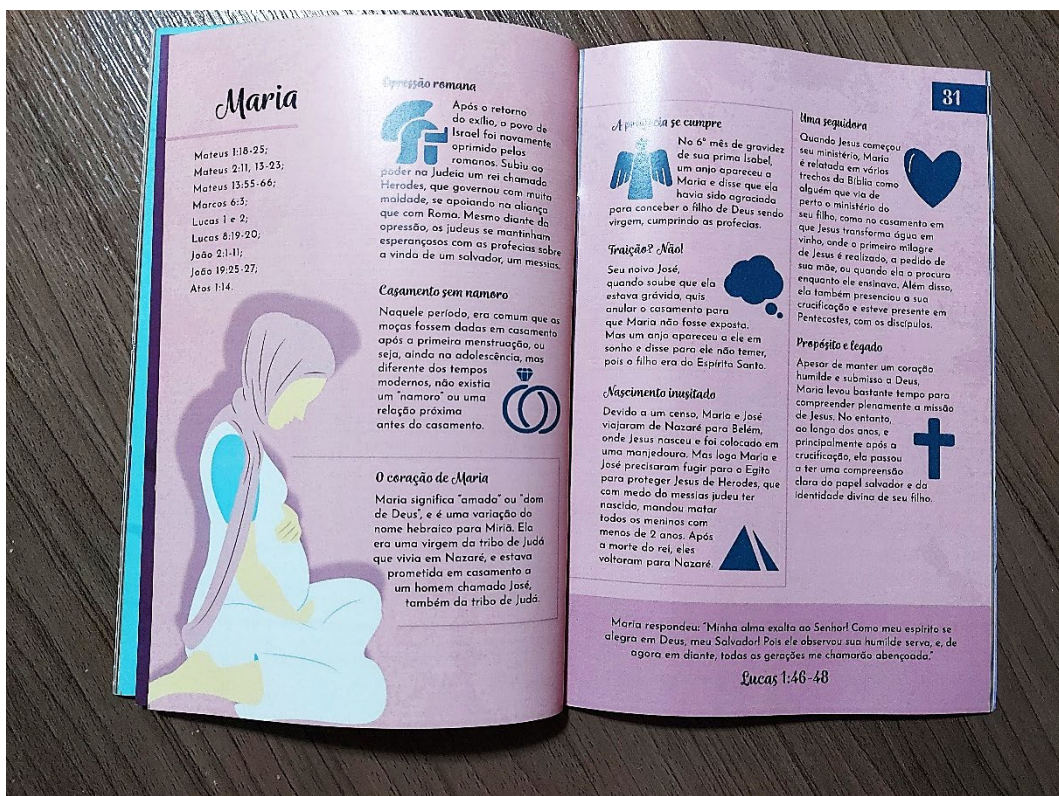 Maria
Mateus 1:18-25;
Mateus 2:11, 13-23;
Mateus 13:55-66;
Marcos 6:3;
Lucas 1 e 2;
Lucas 8:19-20;
João 2:1-11;
João 19:25-27;
Atos 1:14.
Opressão romana
Após o retorno
do exílio, o povo de
Israel foi novamente
oprimido pelos
romanos. Subiu ao
poder na Judeia um rei chamado
Herodes, que governou com muita
maldade, se apoiando na aliança
que com Roma. Mesmo diante da
opressão, os judeus se mantinham
esperançosos com as profecias sobre
a vinda de um salvador, um messias.
Casamento sem namoro
Naquele período, era comum que as
moças fossem dadas em casamento
após a primeira menstruação, ou
seja, ainda na adolescência, mas
diferente dos tempos
modernos, não existia
um "namoro" ou uma
relação próxima
antes do casamento.
O coração de Maria
Maria significa "amada" ou "dom
de Deus", e é uma variação do
nome hebraico para Miriã. Ela
era uma virgem da tribo de Judá
que vivia em Nazaré, e estava
prometida em casamento a
um homem chamado José,
também da tribo de Judá.
31
A profecia se cumpre
No 6º mês de gravidez
de sua prima Isabel,
um anjo apareceu a
Maria e disse que ela
havia sido agraciada
para conceber o filho de Deus sendo
virgem, cumprindo as profecias.
Traição? Não!
Seu noivo José,
quando soube que ela
estava grávida, quis
anular o casamento para
que Maria não fosse exposta.
Mas um anjo apareceu a ele em
sonho e disse para ele não temer,
pois o filho era do Espírito Santo.
Nascimento inusitado
Devido a um censo, Maria e José
viajaram de Nazaré para Belém,
onde Jesus nasceu e foi colocado em
uma manjedoura. Mas logo Maria e
José precisaram fugir para o Egito
para proteger Jesus de Herodes, que
com medo do messias judeu ter
nascido, mandou matar
todos os meninos com
menos de 2 anos. Após
a morte do rei, eles
voltaram para Nazaré.
Uma seguidora
Quando Jesus começou
seu ministério, Maria
é relatada em vários
trechos da Bíblia como
alguém que via de
perto o ministério do
seu filho, como no casamento em
que Jesus transforma água em
vinho, onde o primeiro milagre
de Jesus é realizado, a pedido de
sua mãe, ou quando ela o procura
enquanto ele ensinava. Além disso,
ela também presenciou a sua
crucificação e esteve presente em
Pentecostes, com os discípulos.
Propósito e legado
Apesar de manter um coração
humilde e submisso a Deus,
Maria levou bastante tempo para
compreender plenamente a missão
de Jesus. No entanto,
ao longo dos anos, e
principalmente após a
crucificação, ela passou
a ter uma compreensão
clara do papel salvador e da
identidade divina de seu filho.
Maria respondeu: "Minha alma exalta ao Senhor! Como meu espírito se
alegra em Deus, meu Salvador! Pois ele observou sua humilde serva, e, de
agora em diante, todas as gerações me chamarão abençoada."
Lucas 1:46-48